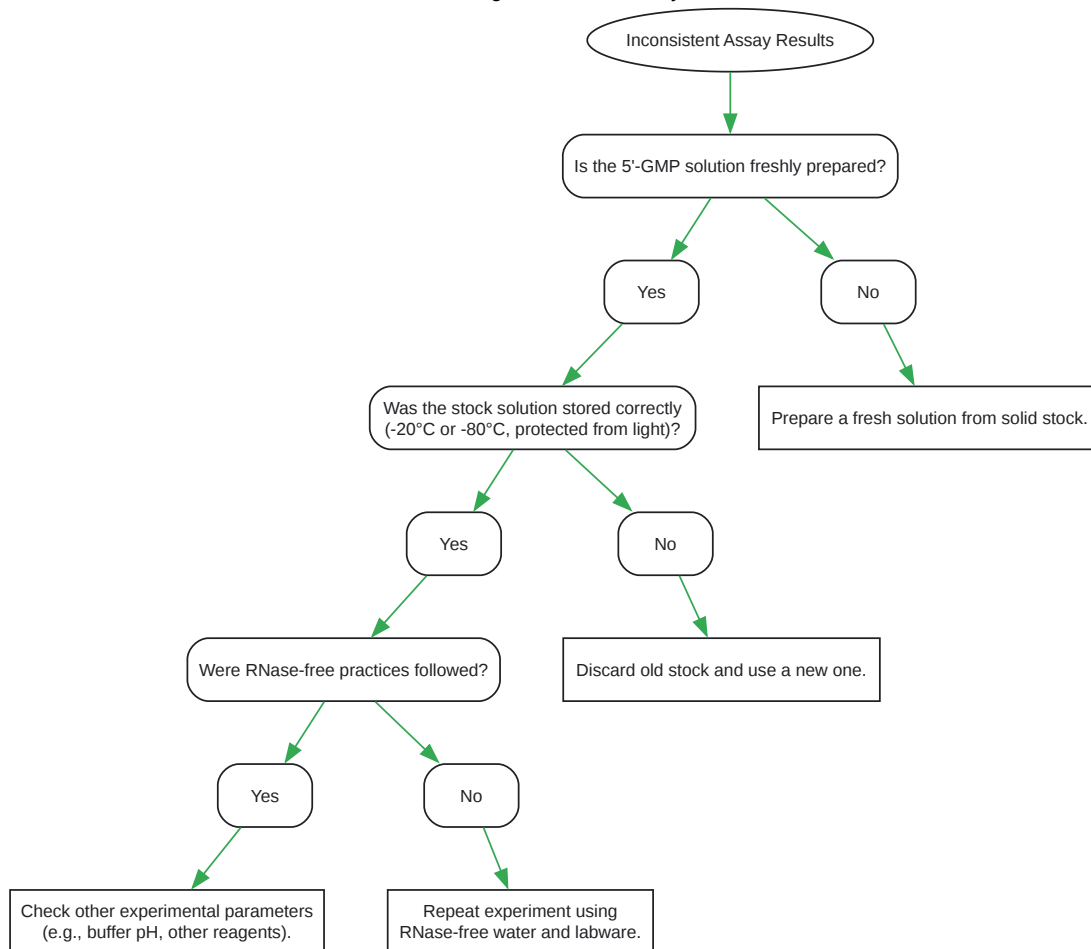 Inconsistent Assay Results
Is the 5'-GMP solution freshly prepared?
Yes
No
Was the stock solution stored correctly
(-20°C or -80°C, protected from light)?
Prepare a fresh solution from solid stock.
Yes
No
Were RNase-free practices followed?
Discard old stock and use a new one.
Yes
No
Check other experimental parameters
(e.g., buffer pH, other reagents).
Repeat experiment using
RNase-free water and labware.